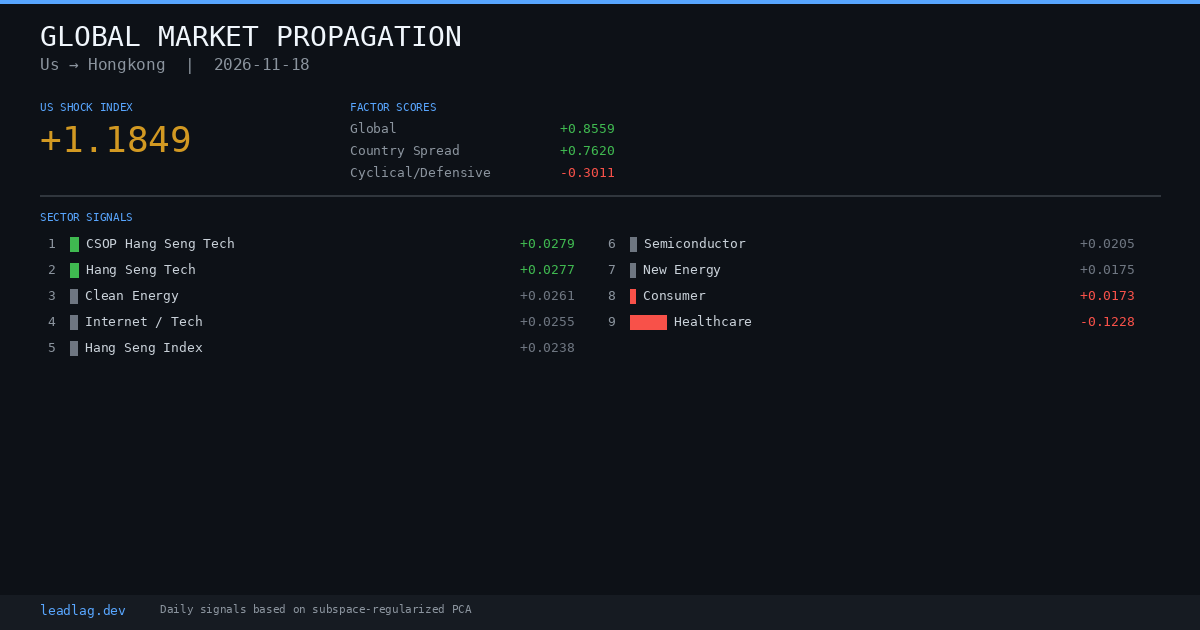 GLOBAL MARKET PROPAGATION
Us → Hongkong | 2026-11-18
US SHOCK INDEX
+1.1849
FACTOR SCORES
Global +0.8559
Country Spread +0.7620
Cyclical/Defensive -0.3011
SECTOR SIGNALS
1 CSOP Hang Seng Tech +0.0279
2 Hang Seng Tech +0.0277
3 Clean Energy +0.0261
4 Internet / Tech +0.0255
5 Hang Seng Index +0.0238
6 Semiconductor +0.0205
7 New Energy +0.0175
8 Consumer +0.0173
9 Healthcare -0.1228
leadlag.dev
Daily signals based on subspace-regularized PCA